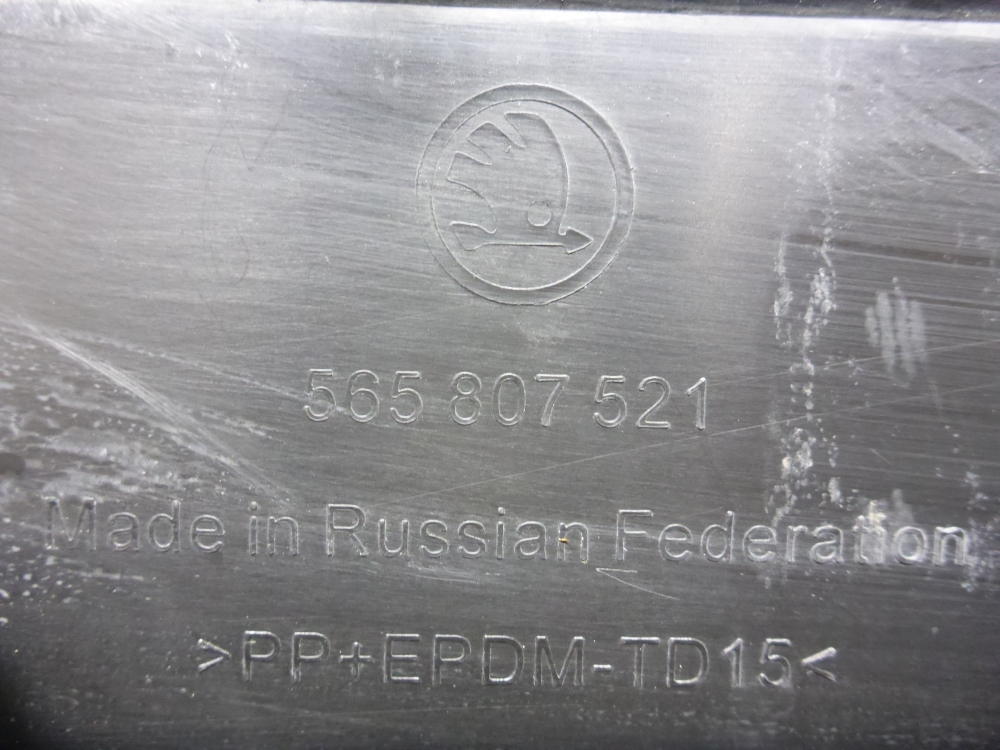 565 807 521
Made in Russian Federation
>PP+EPDM-TD15<